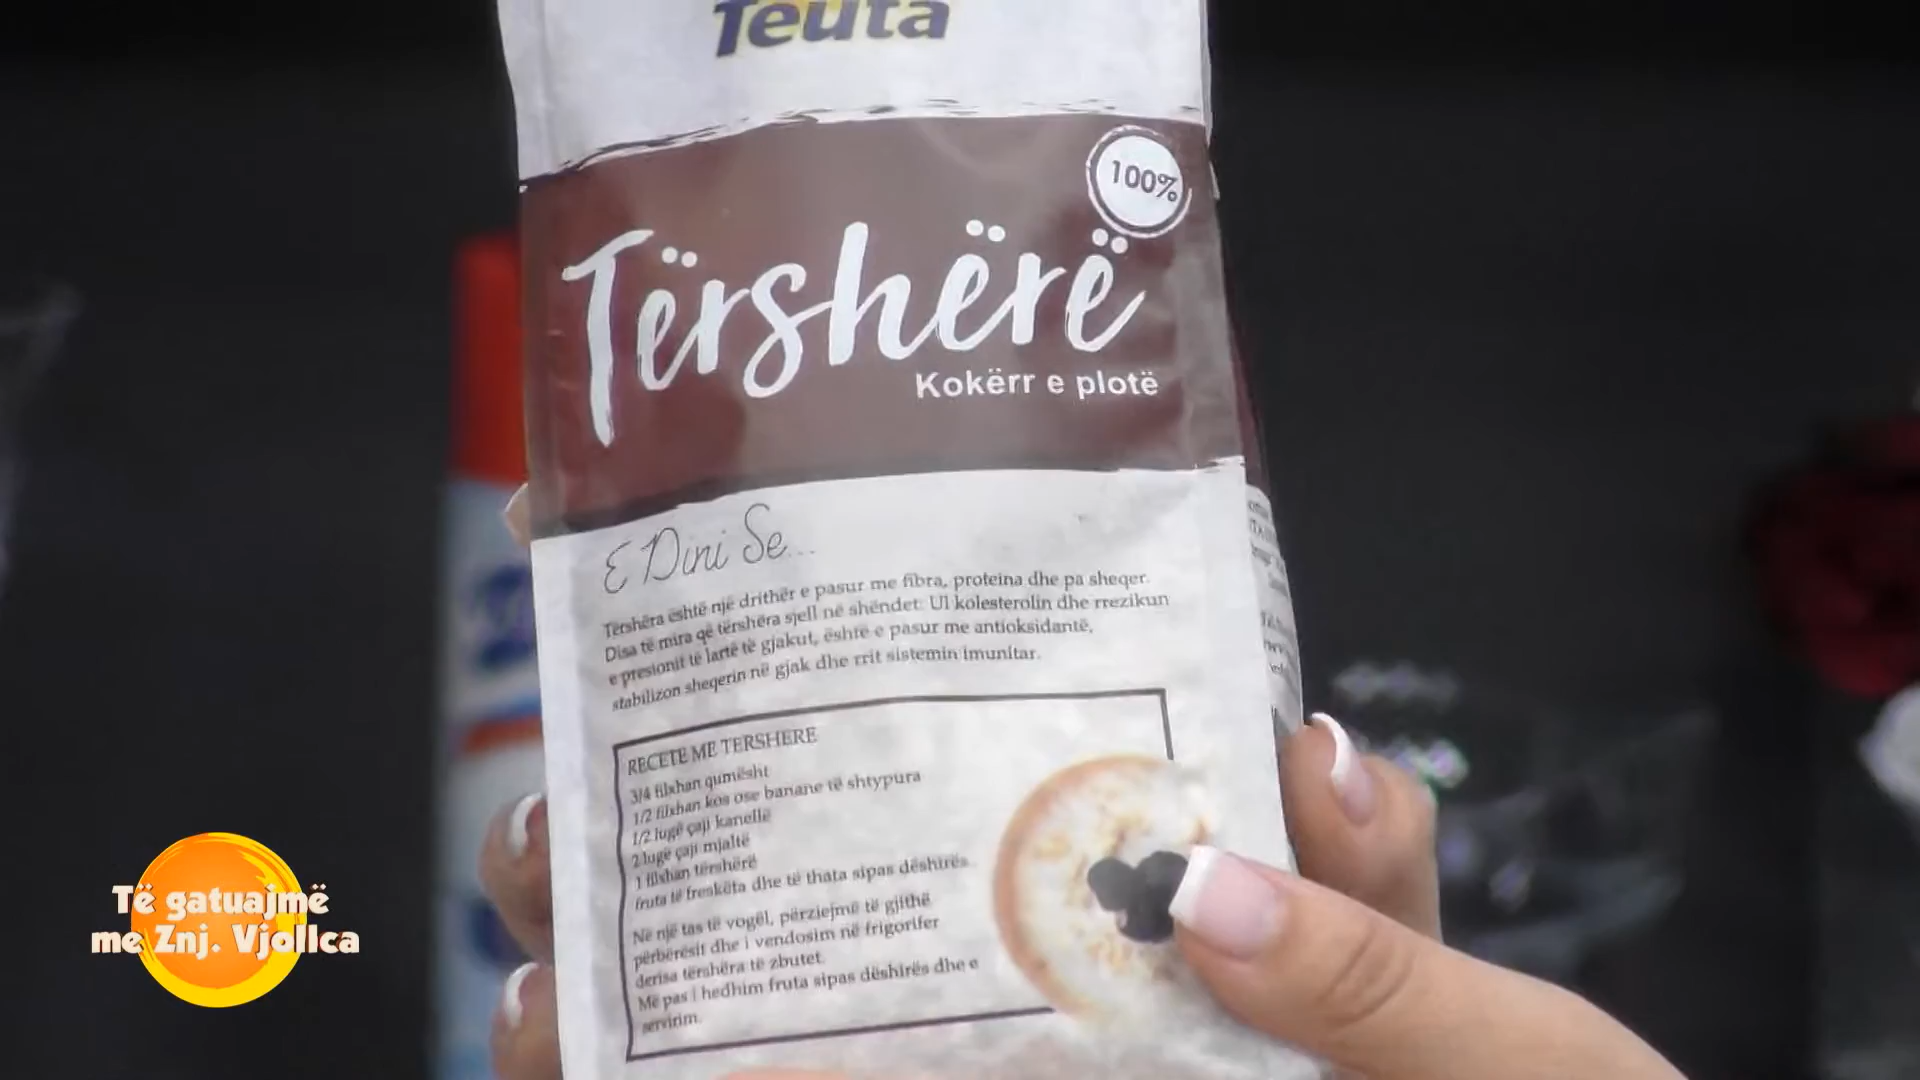 Teuta
100%
Tërshërë
Kokërr e plotë
E Dini Se...
Tërshëra është një drithër e pasur me fibra, proteina dhe pa sheqer.
Disa të mira që tërshëra sjell në shëndet: Ul kolesterolin dhe rrezikun
e presionit të lartë të gjakut, është e pasur me antioksidantë,
stabilizon sheqerin në gjak dhe rrit sistemin imunitar.
RECETË ME TËRSHËRË
3/4 filxhan qumësht
1/2 filxhan kos ose banane të shtypura
1/2 lugë çaji kanellë
2 lugë çaji mjaltë
1 filxhan tërshërë
fruta të freskëta dhe të thata sipas dëshirës
Në një tas të vogël, përziejmë të gjithë
përbërësit dhe i vendosim në frigorifer
derisa tërshëra të zbutet.
Më pas i hedhim fruta sipas dëshirës dhe e
servirim.
Të gatuajmë
me Znj. Vjollca